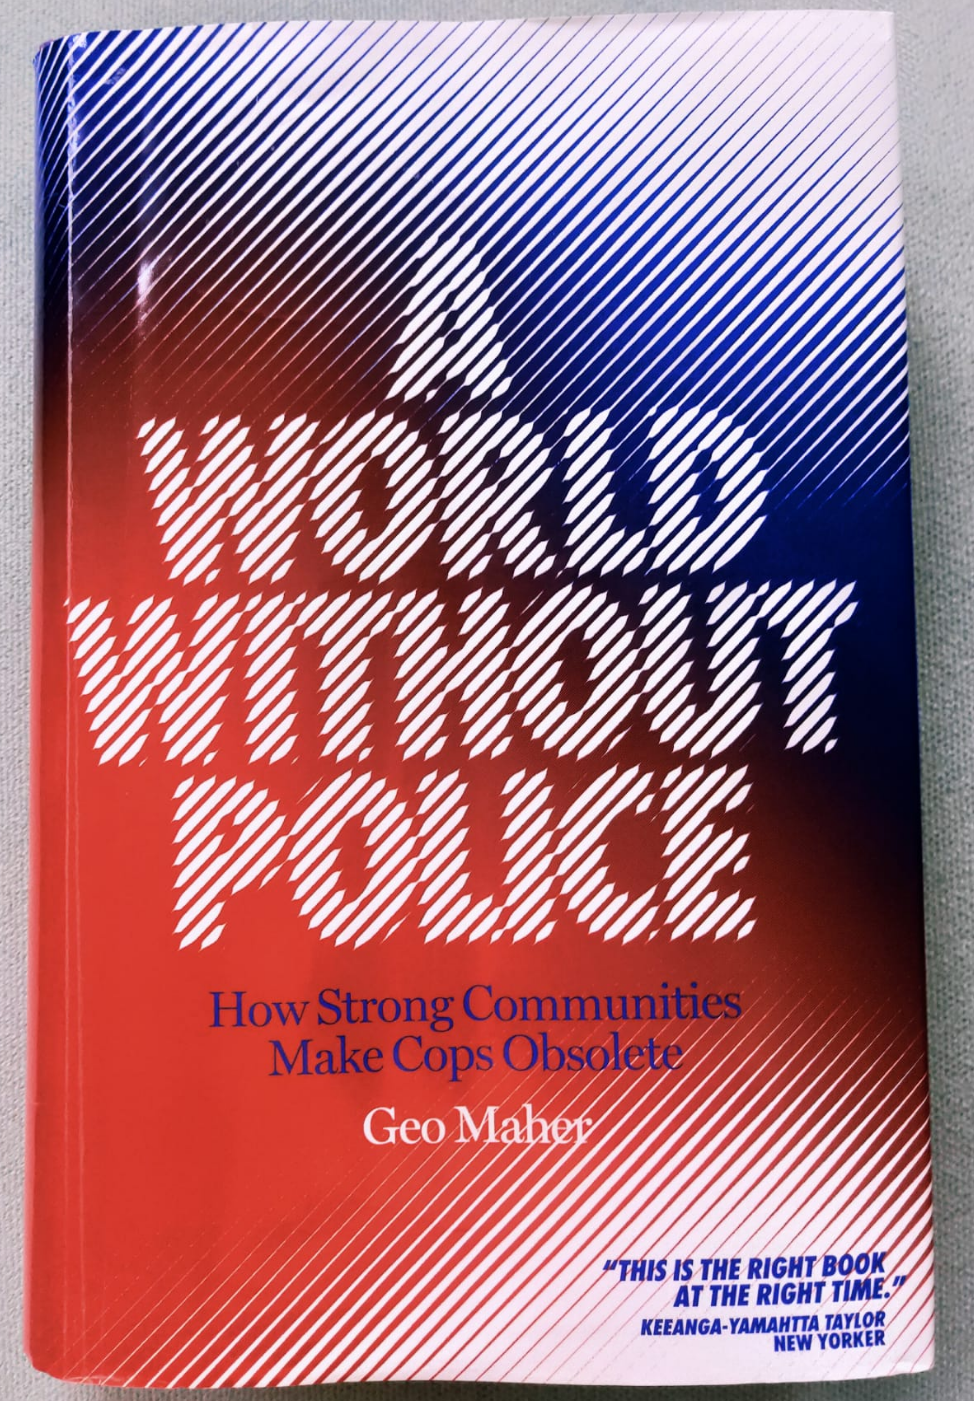 A
WORLD
WITHOUT
POLICE
How Strong Communities
Make Cops Obsolete
Geo Maher
“THIS IS THE RIGHT BOOK
AT THE RIGHT TIME.”
KEEANGA-YAMAHTTA TAYLOR
NEW YORKER